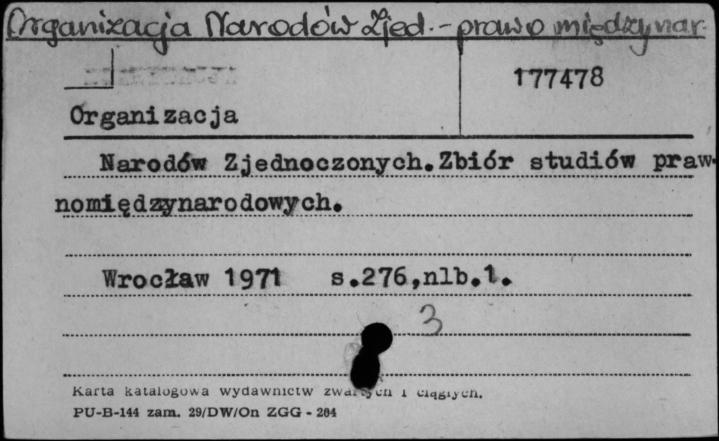 Organizacja Narodów Zjed. - prawo międzynar.
177478
Organizacja
Narodów Zjednoczonych. Zbiór studiów praw-
nomiędzynarodowych.
Wrocław 1971 s.276,nlb.1.
3
Karta katalogowa wydawnictw zwartych i ciągłych.
PU-B-144 zam. 29/DW/On ZGG - 264